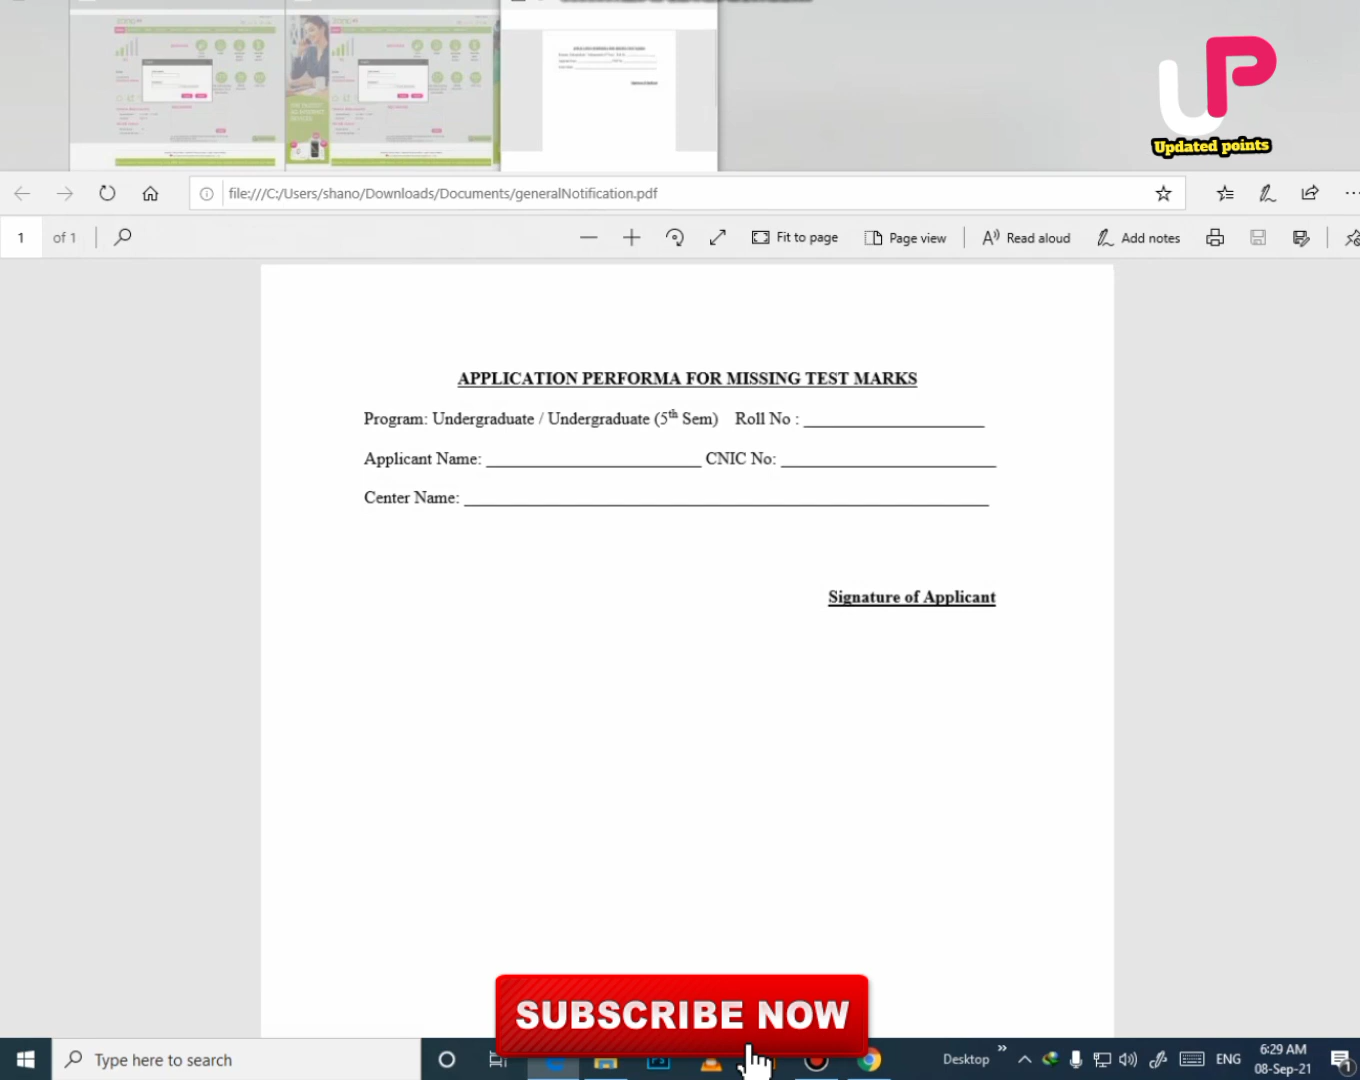 Updated points
file:///C:/Users/shano/Downloads/Documents/generalNotification.pdf
1 of 1
Fit to page
Page view
Read aloud
Add notes
APPLICATION PERFORMA FOR MISSING TEST MARKS
Program: Undergraduate / Undergraduate (5th Sem) Roll No :
Applicant Name: CNIC No:
Center Name:
Signature of Applicant
SUBSCRIBE NOW
Type here to search
Desktop
ENG
6:29 AM
08-Sep-21